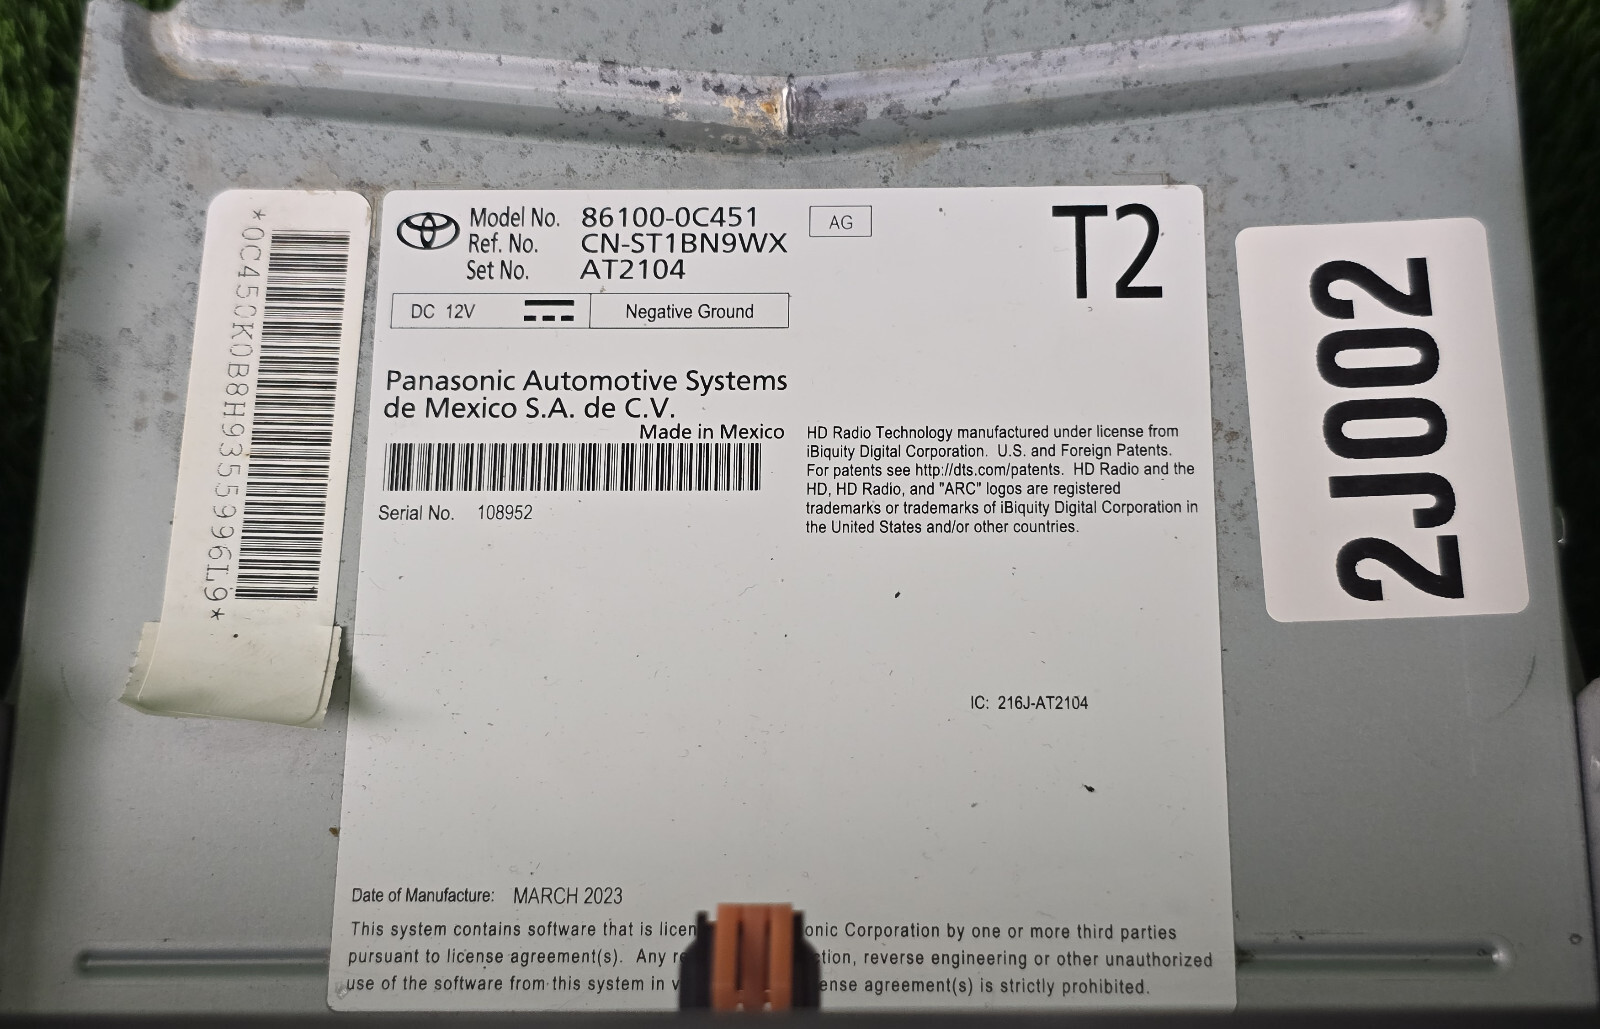 *0C450K0B8H9355996L9*
Model No. 86100-0C451
Ref. No. CN-ST1BN9WX
Set No. AT2104
AG
T2
DC 12V
Negative Ground
Panasonic Automotive Systems
de Mexico S.A. de C.V.
Made in Mexico
Serial No. 108952
HD Radio Technology manufactured under license from
iBiquity Digital Corporation. U.S. and Foreign Patents.
For patents see http://dts.com/patents. HD Radio and the
HD, HD Radio, and "ARC" logos are registered
trademarks or trademarks of iBiquity Digital Corporation in
the United States and/or other countries.
2J002
IC: 216J-AT2104
Date of Manufacture: MARCH 2023
This system contains software that is licen onic Corporation by one or more third parties
pursuant to license agreement(s). Any r ction, reverse engineering or other unauthorized
use of the software from this system in v ense agreement(s) is strictly prohibited.